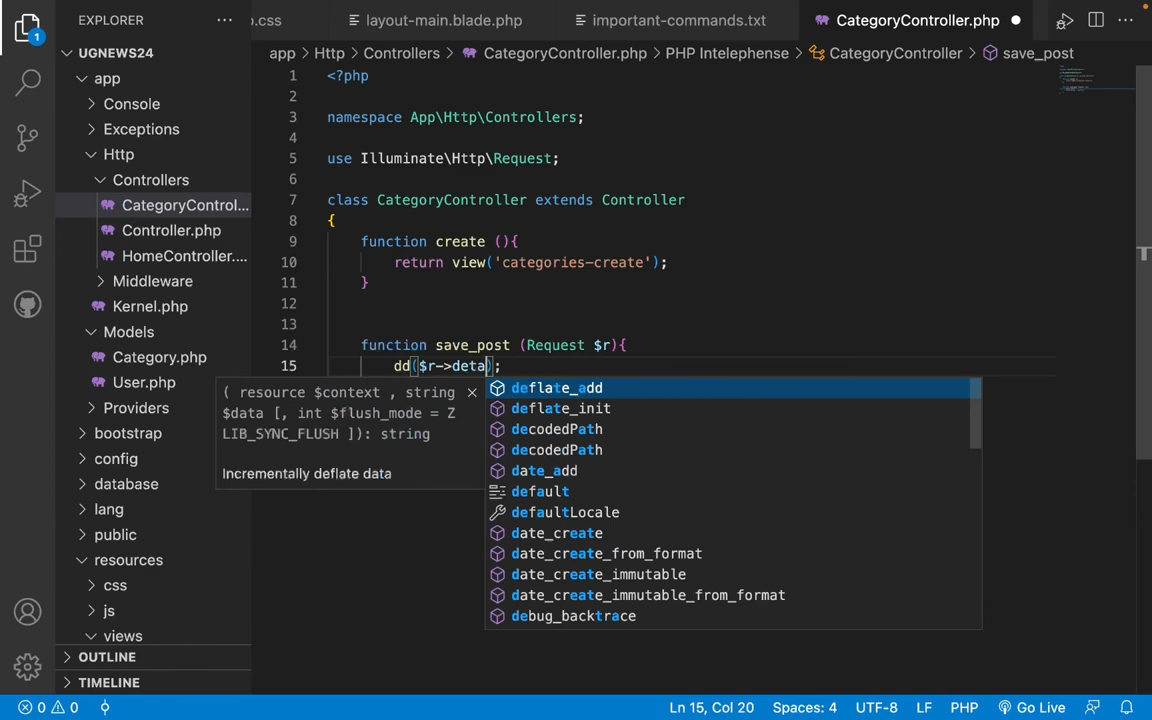 EXPLORER
p.css
layout-main.blade.php
important-commands.txt
CategoryController.php
1
UGNEWS24
app
Console
Exceptions
Http
Controllers
CategoryControl...
Controller.php
HomeController....
Middleware
Kernel.php
Models
Category.php
User.php
Providers
bootstrap
config
database
lang
public
resources
css
js
views
OUTLINE
TIMELINE
app > Http > Controllers > CategoryController.php > PHP Intelephense > CategoryController > save_post
1 <?php
2
3 namespace App\Http\Controllers;
4
5 use Illuminate\Http\Request;
6
7 class CategoryController extends Controller
8 {
9 function create (){
10 return view('categories-create');
11 }
12
13
14 function save_post (Request $r){
15 dd($r->deta);
( resource $context , string
$data [, int $flush_mode = Z
LIB_SYNC_FLUSH ]): string
Incrementally deflate data
deflate_add
deflate_init
decodedPath
decodedPath
date_add
default
defaultLocale
date_create
date_create_from_format
date_create_immutable
date_create_immutable_from_format
debug_backtrace
0 0 Ln 15, Col 20 Spaces: 4 UTF-8 LF PHP Go Live